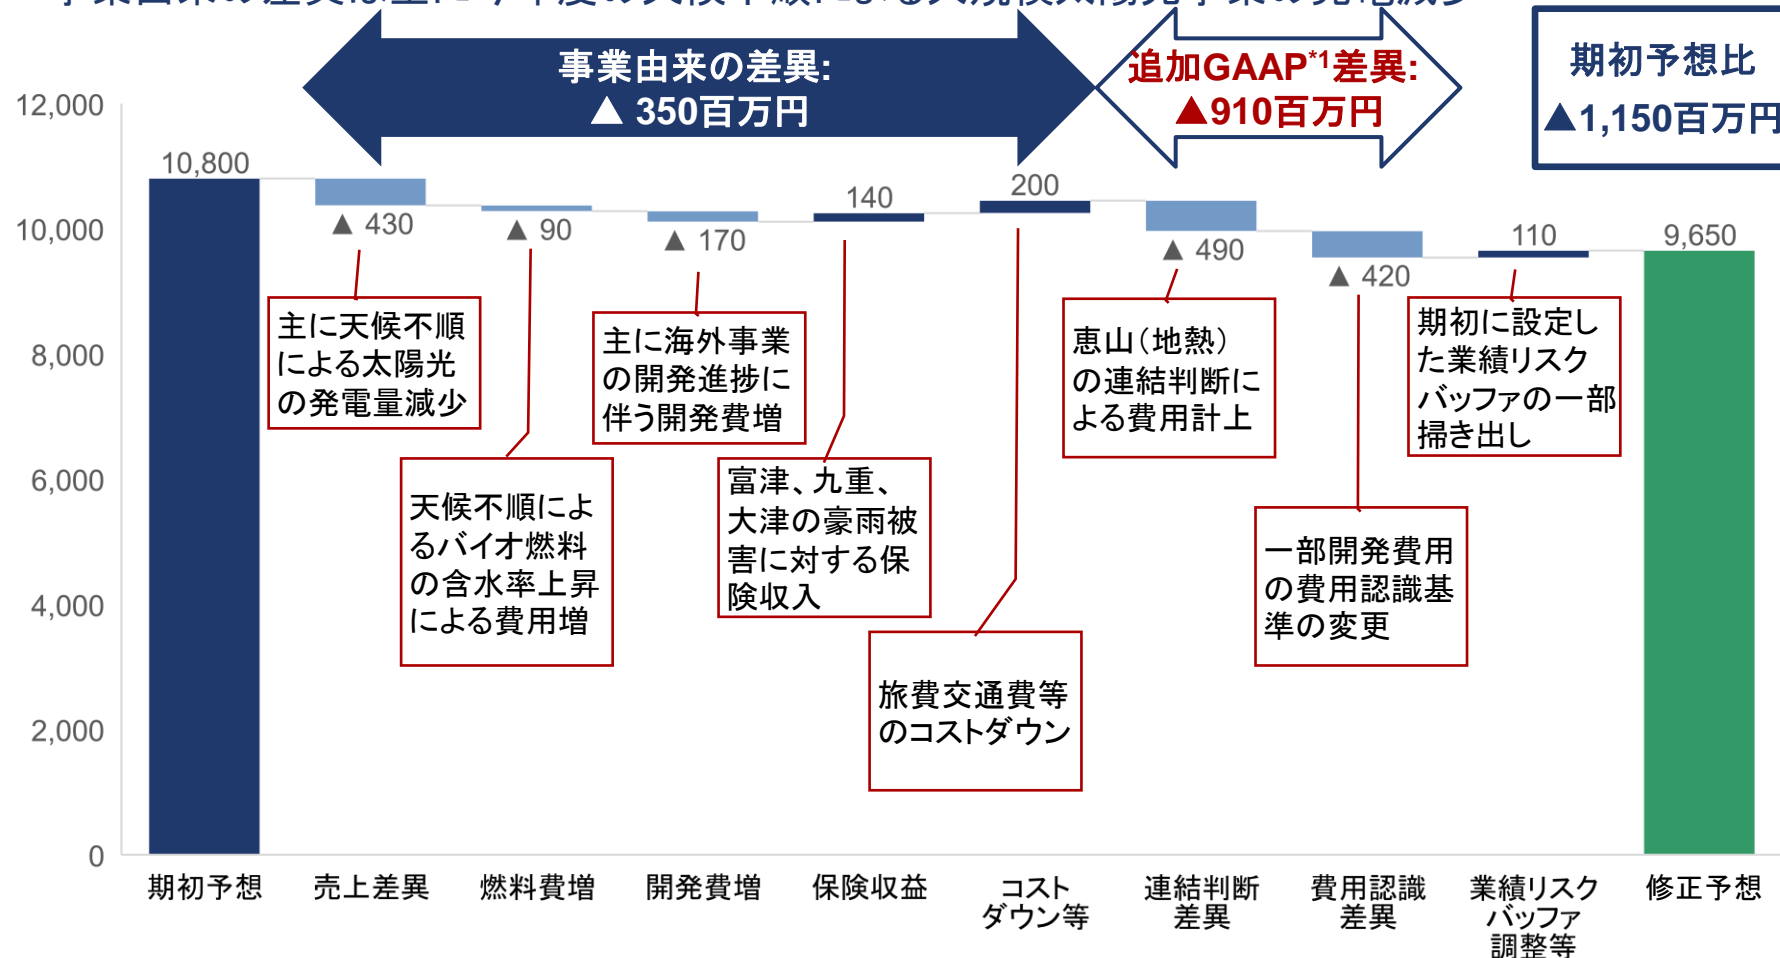 事業由来の差異:
▲ 350百万円
追加GAAP*1差異:
▲910百万円
期初予想比
▲1,150百万円
12,000
10,000
8,000
6,000
4,000
2,000
0
10,800
▲ 430
▲ 90
▲ 170
140
200
▲ 490
▲ 420
110
9,650
主に天候不順
による太陽光
の発電量減少
天候不順によ
るバイオ燃料
の含水率上昇
による費用増
主に海外事業
の開発進捗に
伴う開発費増
富津、九重、
大津の豪雨被
害に対する保
険収入
旅費交通費等
のコストダウン
恵山(地熱)
の連結判断に
よる費用計上
一部開発費用
の費用認識基
準の変更
期初に設定し
た業績リスク
バッファの一部
掃き出し
期初予想
売上差異
燃料費増
開発費増
保険収益
コスト
ダウン等
連結判断
差異
費用認識
差異
業績リスク
バッファ
調整等
修正予想